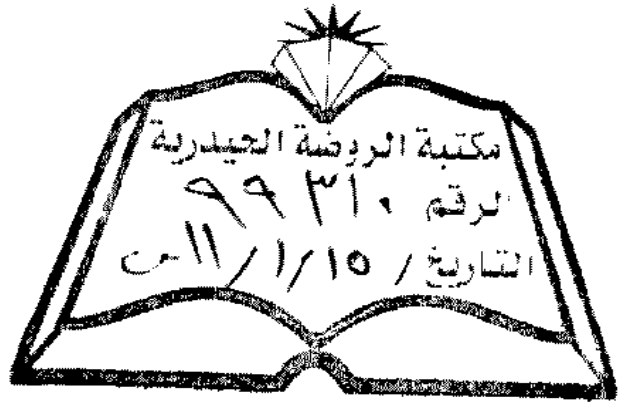 مكتبة الروضة الحيدرية
الرقم ٩٩٣١٠
التاريخ / ١٥ / ١ / ١١